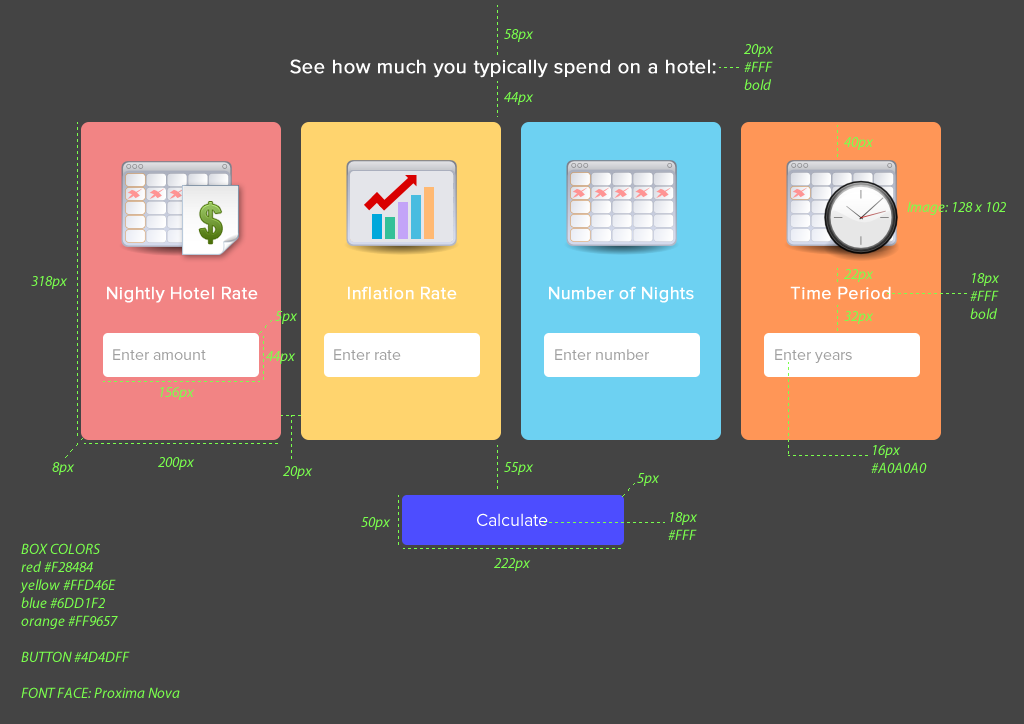 58px
See how much you typically spend on a hotel:
20px
#FFF
bold
44px
40px
Image: 128 x 102
$
22px
318px
Nightly Hotel Rate
Inflation Rate
Number of Nights
Time Period
18px
#FFF
bold
5px
32px
Enter amount
44px
Enter rate
Enter number
Enter years
156px
8px
200px
20px
55px
16px
#A0A0A0
5px
50px
Calculate
18px
#FFF
222px
BOX COLORS
red #F28484
yellow #FFD46E
blue #6DD1F2
orange #FF9657
BUTTON #4D4DFF
FONT FACE: Proxima Nova